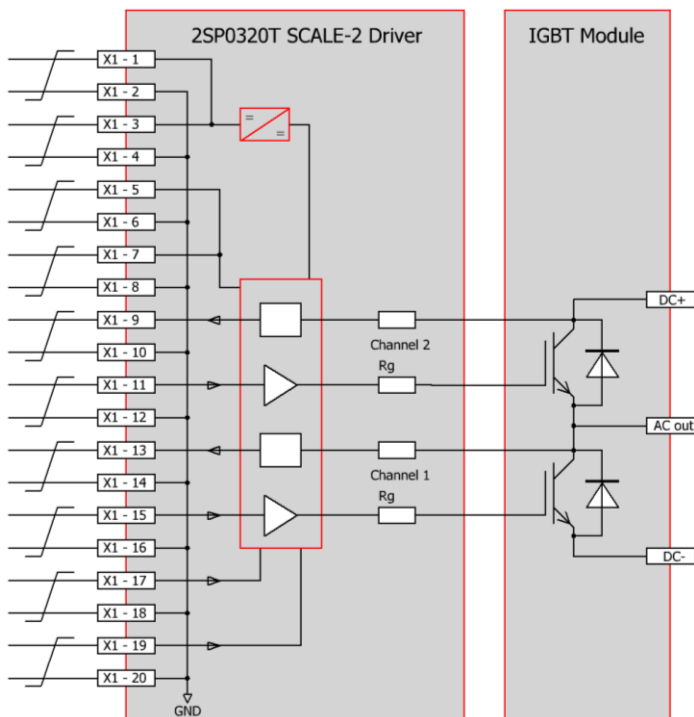 2SP0320T SCALE-2 Driver
IGBT Module
X1 - 1
X1 - 2
X1 - 3
=
=
X1 - 4
X1 - 5
X1 - 6
X1 - 7
X1 - 8
DC+
X1 - 9
Channel 2
X1 - 10
Rg
X1 - 11
X1 - 12
AC out
X1 - 13
Channel 1
X1 - 14
Rg
X1 - 15
X1 - 16
DC-
X1 - 17
X1 - 18
X1 - 19
X1 - 20
GND